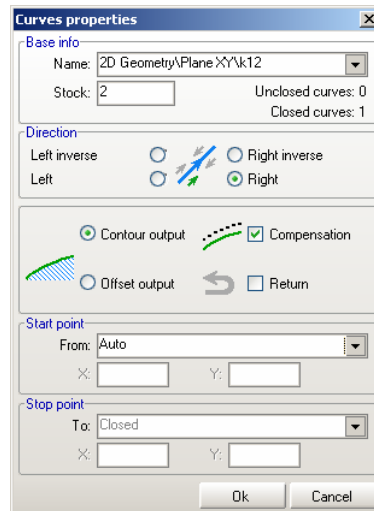 Curves properties
Base info
Name: 2D Geometry\Plane XY\k12
Stock: 2 Unclosed curves: 0
Closed curves: 1
Direction
Left inverse Right inverse
Left Right
Contour output Compensation
Offset output Return
Start point
From: Auto
X: Y:
Stop point
To: Closed
X: Y:
Ok Cancel